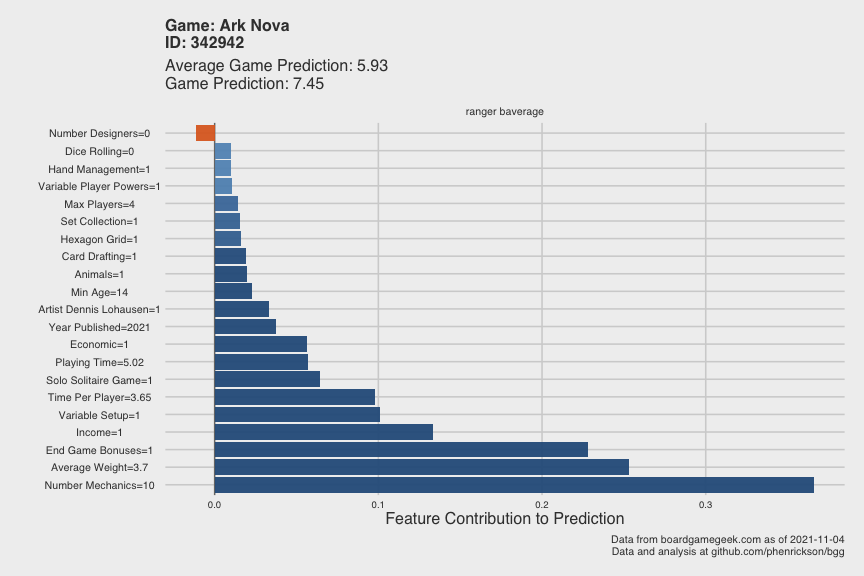 Game: Ark Nova
ID: 342942
Average Game Prediction: 5.93
Game Prediction: 7.45
ranger baverage
Number Designers=0
Dice Rolling=0
Hand Management=1
Variable Player Powers=1
Max Players=4
Set Collection=1
Hexagon Grid=1
Card Drafting=1
Animals=1
Min Age=14
Artist Dennis Lohausen=1
Year Published=2021
Economic=1
Playing Time=5.02
Solo Solitaire Game=1
Time Per Player=3.65
Variable Setup=1
Income=1
End Game Bonuses=1
Average Weight=3.7
Number Mechanics=10
0.0 0.1 0.2 0.3
Feature Contribution to Prediction
Data from boardgamegeek.com as of 2021-11-04
Data and analysis at github.com/phenrickson/bgg